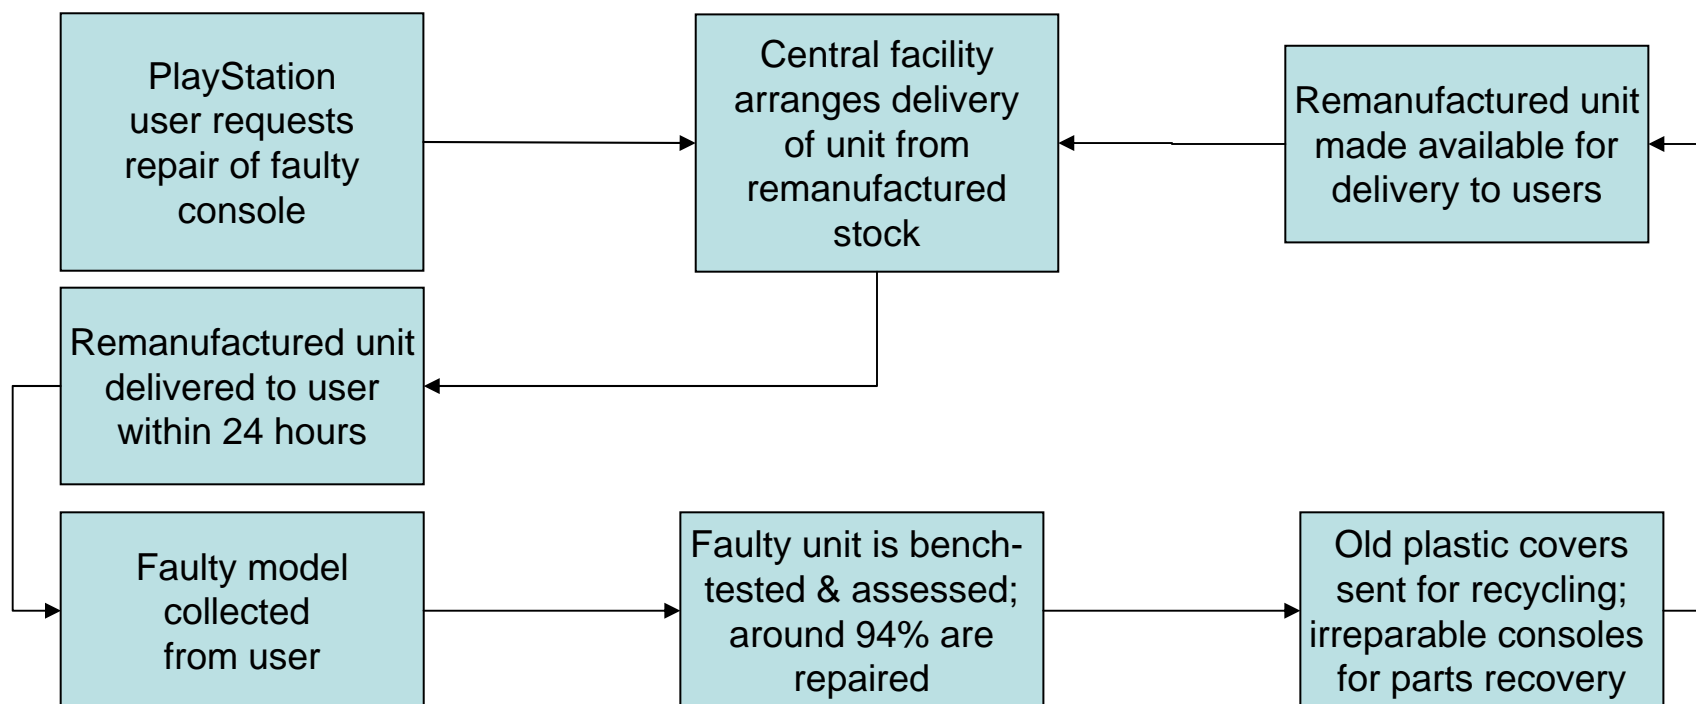 PlayStation
user requests
repair of faulty
console
Central facility
arranges delivery
of unit from
remanufactured
stock
Remanufactured unit
made available for
delivery to users
Remanufactured unit
delivered to user
within 24 hours
Faulty model
collected
from user
Faulty unit is bench-
tested & assessed;
around 94% are
repaired
Old plastic covers
sent for recycling;
irreparable consoles
for parts recovery